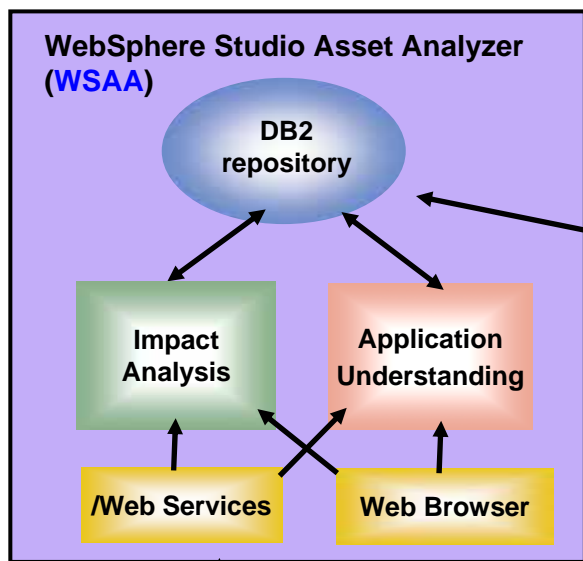 WebSphere Studio Asset Analyzer
(WSAA)
DB2
repository
Impact
Analysis
Application
Understanding
/Web Services
Web Browser